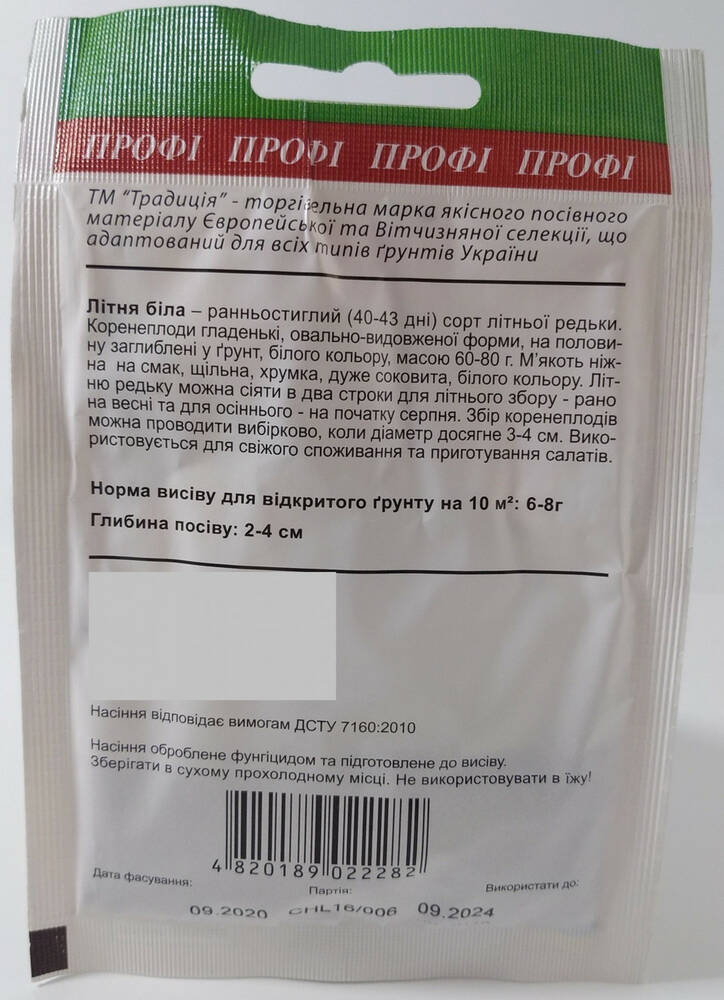 ПРОФІ ПРОФІ ПРОФІ ПРОФІ
ТМ "Традиція" - торгівельна марка якісного посівного
матеріалу Європейської та Вітчизняної селекції, що
адаптований для всіх типів ґрунтів України
Літня біла – ранньостиглий (40-43 дні) сорт літньої редьки.
Коренеплоди гладенькі, овально-видовженої форми, на полови-
ну заглиблені у ґрунт, білого кольору, масою 60-80 г. М'якоть ніж-
на на смак, щільна, хрумка, дуже соковита, білого кольору. Літ-
ню редьку можна сіяти в два строки для літнього збору - рано
на весні та для осіннього - на початку серпня. Збір коренеплодів
можна проводити вибірково, коли діаметр досягне 3-4 см. Вико-
ристовується для свіжого споживання та приготування салатів.
Норма висіву для відкритого ґрунту на 10 м²: 6-8г
Глибина посіву: 2-4 см
Насіння відповідає вимогам ДСТУ 7160:2010
Насіння оброблене фунгіцидом та підготовлене до висіву.
Зберігати в сухому прохолодному місці. Не використовувати в їжу!
4 820189 022282
Дата фасування: Партія: Використати до:
09.2020 CHL16/006 09.2024